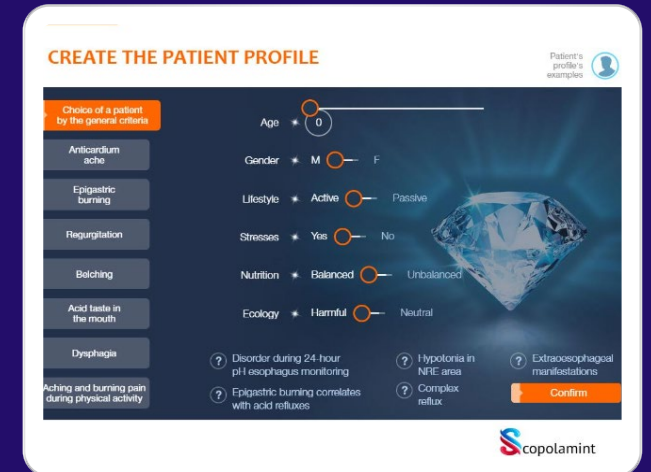 CREATE THE PATIENT PROFILE
Patient's
profile's
examples
Choice of a patient
by the general criteria
Anticardium
ache
Epigastric
burning
Regurgitation
Belching
Acid taste in
the mouth
Dysphagia
Aching and burning pain
during physical activity
Age 0
Gender M F
Lifestyle Active Passive
Stresses Yes No
Nutrition Balanced Unbalanced
Ecology Harmful Neutral
? Disorder during 24-hour
pH esophagus monitoring
? Epigastric burning correlates
with acid refluxes
? Hypotonia in
NRE area
? Complex
reflux
? Extraoesophageal
manifestations
Confirm
Scopolamint